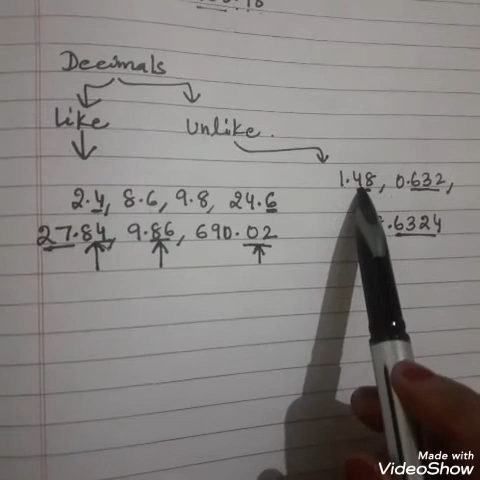 Decimals
Like
Unlike.
1.48, 0.632,
.6324
2.4, 8.6, 9.8, 24.6
27.84, 9.86, 690.02
Made with
VideoShow